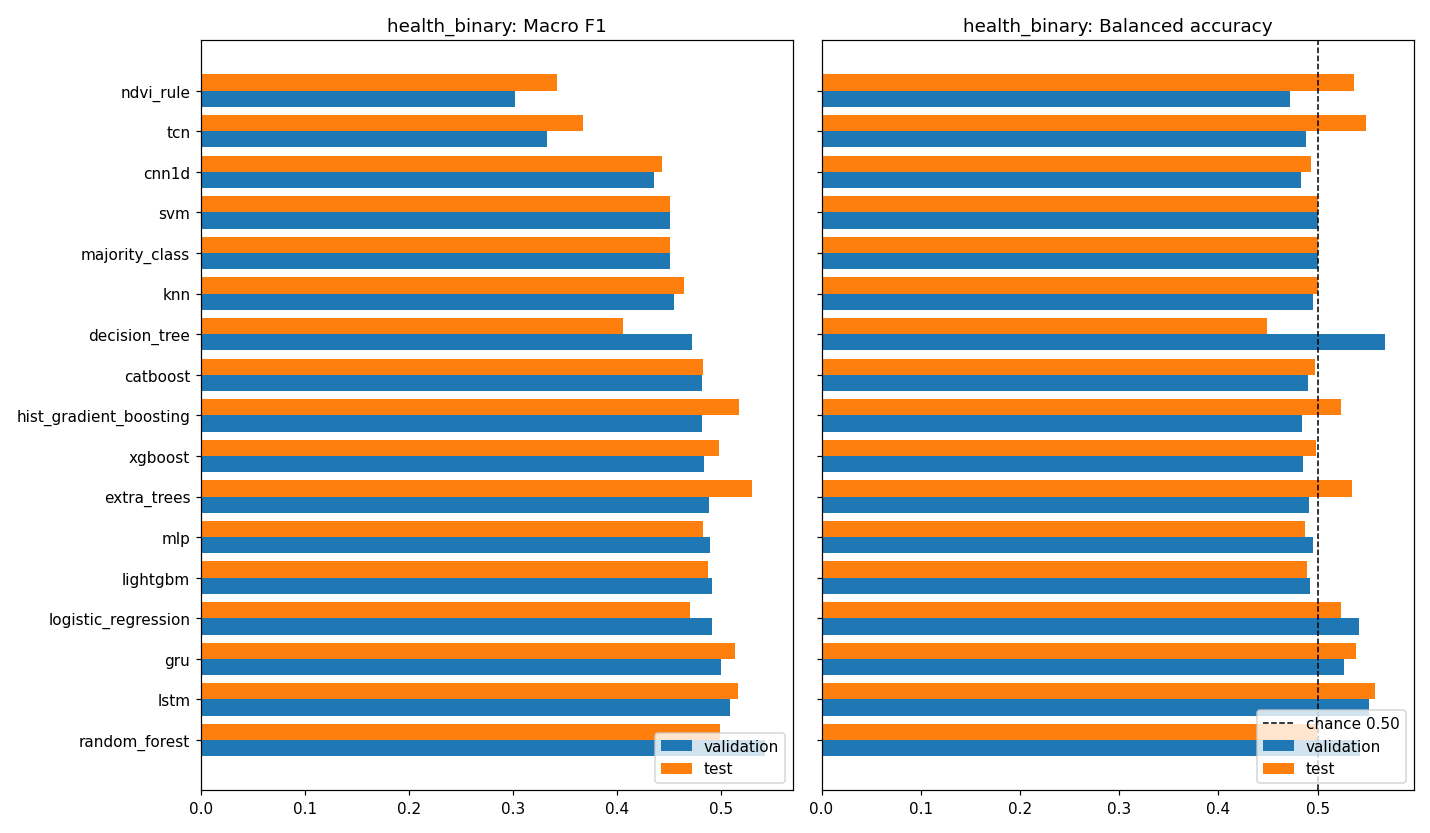 health_binary: Macro F1
health_binary: Balanced accuracy
ndvi_rule
tcn
cnn1d
svm
majority_class
knn
decision_tree
catboost
hist_gradient_boosting
xgboost
extra_trees
mlp
lightgbm
logistic_regression
gru
lstm
random_forest
validation
test
chance 0.50
validation
test
0.0 0.1 0.2 0.3 0.4 0.5
0.0 0.1 0.2 0.3 0.4 0.5